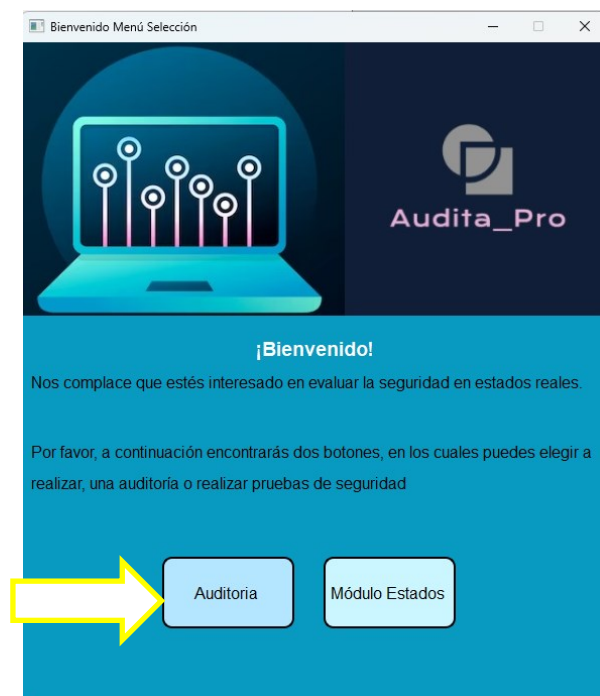 Bienvenido Menú Selección
Audita_Pro
¡Bienvenido!
Nos complace que estés interesado en evaluar la seguridad en estados reales.
Por favor, a continuación encontrarás dos botones, en los cuales puedes elegir a
realizar, una auditoría o realizar pruebas de seguridad
Auditoria
Módulo Estados